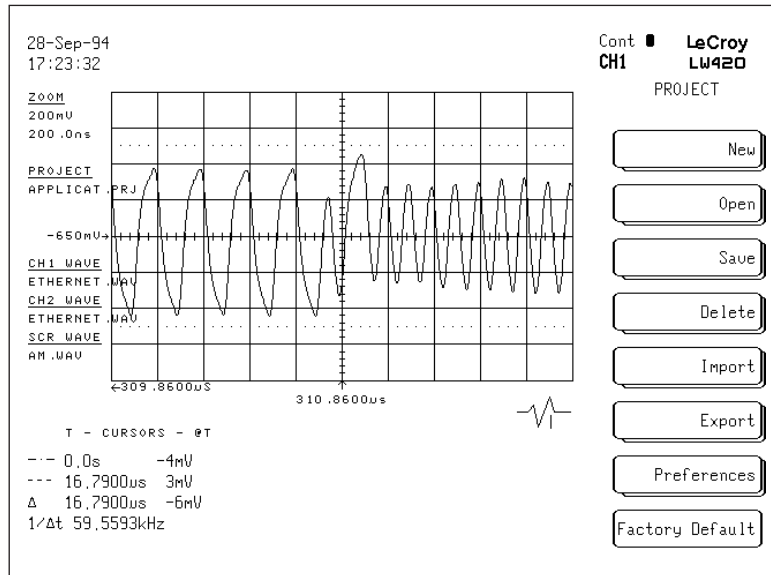 28-Sep-94
17:23:32
Cont LeCroy
CH1 LW420
PROJECT
ZOOM
200mV
200.0ns
PROJECT
APPLICAT.PRJ
-650mV
CH1 WAVE
ETHERNET.WAV
CH2 WAVE
ETHERNET.WAV
SCR WAVE
AM.WAV
309.8600uS
310.8600us
T - CURSORS - @T
0.0s -4mV
--- 16.7900us 3mV
Δ 16.7900us -6mV
1/Δt 59.5593kHz
New
Open
Save
Delete
Import
Export
Preferences
Factory Default